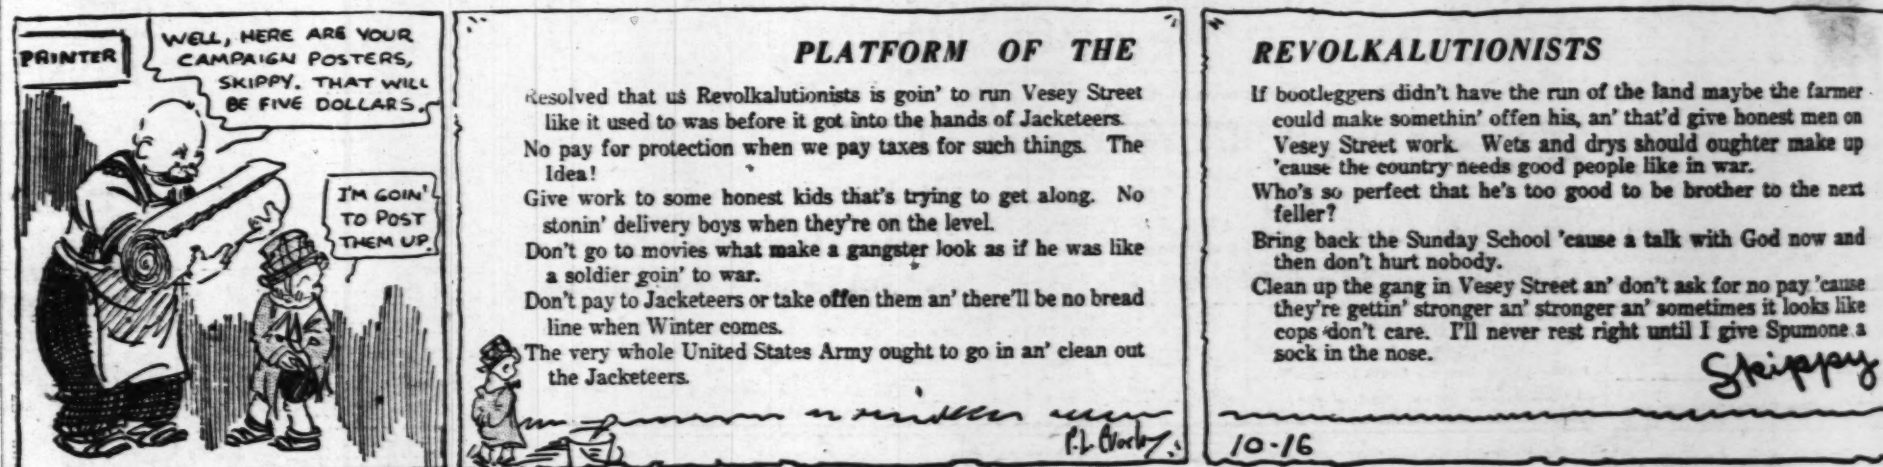 PRINTER
WELL, HERE ARE YOUR
CAMPAIGN POSTERS,
SKIPPY. THAT WILL
BE FIVE DOLLARS.
I'M GOIN'
TO POST
THEM UP.
PLATFORM OF THE
Resolved that us Revolkalutionists is goin' to run Vesey Street
like it used to was before it got into the hands of Jacketeers.
No pay for protection when we pay taxes for such things. The
Idea!
Give work to some honest kids that's trying to get along. No
stonin' delivery boys when they're on the level.
Don't go to movies what make a gangster look as if he was like
a soldier goin' to war.
Don't pay to Jacketeers or take offen them an' there'll be no bread
line when Winter comes.
The very whole United States Army ought to go in an' clean out
the Jacketeers.
P.L. Crosby
REVOLKALUTIONISTS
If bootleggers didn't have the run of the land maybe the farmer
could make somethin' offen his, an' that'd give honest men on
Vesey Street work. Wets and drys should oughter make up
'cause the country needs good people like in war.
Who's so perfect that he's too good to be brother to the next
feller?
Bring back the Sunday School 'cause a talk with God now and
then don't hurt nobody.
Clean up the gang in Vesey Street an' don't ask for no pay 'cause
they're gettin' stronger an' stronger an' sometimes it looks like
cops don't care. I'll never rest right until I give Spumone a
sock in the nose.
Skippy
10-16